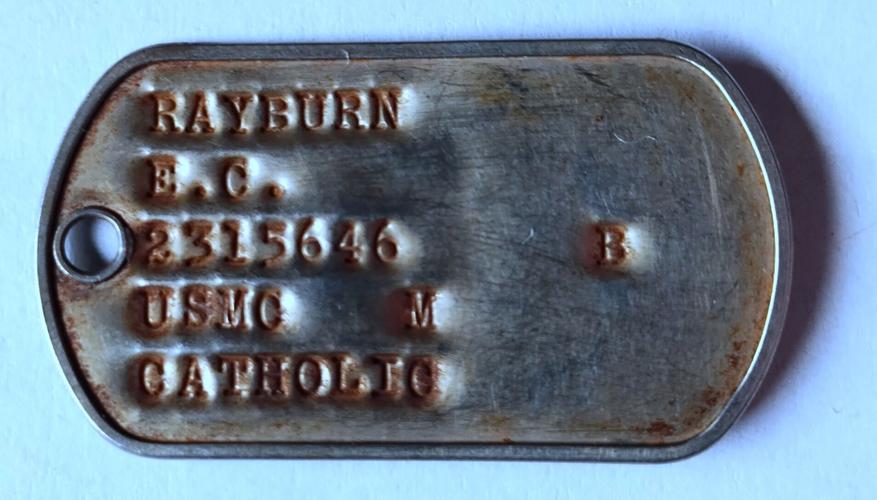 RAYBURN
E.C.
2315646 B
USMC M
CATHOLIC